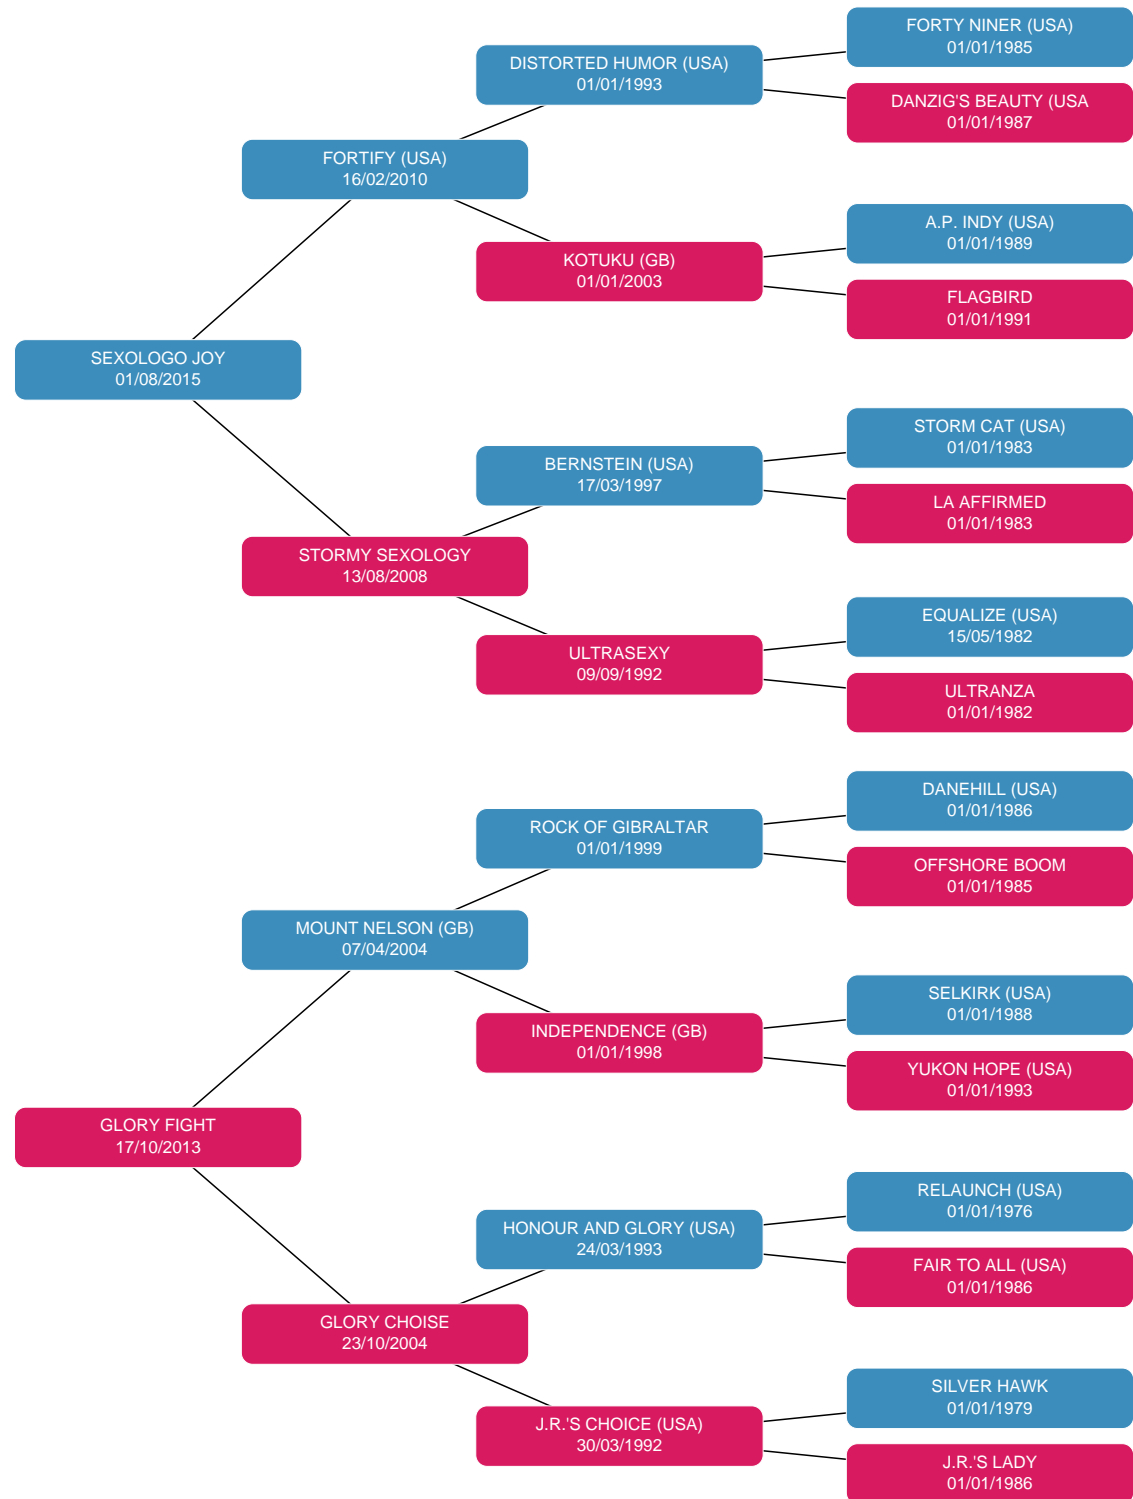 FORTY NINER (USA)
01/01/1985
DISTORTED HUMOR (USA)
01/01/1993
DANZIG'S BEAUTY (USA
01/01/1987
FORTIFY (USA)
16/02/2010
A.P. INDY (USA)
01/01/1989
KOTUKU (GB)
01/01/2003
FLAGBIRD
01/01/1991
SEXOLOGO JOY
01/08/2015
STORM CAT (USA)
01/01/1983
BERNSTEIN (USA)
17/03/1997
LA AFFIRMED
01/01/1983
STORMY SEXOLOGY
13/08/2008
EQUALIZE (USA)
15/05/1982
ULTRASEXY
09/09/1992
ULTRANZA
01/01/1982
DANEHILL (USA)
01/01/1986
ROCK OF GIBRALTAR
01/01/1999
OFFSHORE BOOM
01/01/1985
MOUNT NELSON (GB)
07/04/2004
SELKIRK (USA)
01/01/1988
INDEPENDENCE (GB)
01/01/1998
YUKON HOPE (USA)
01/01/1993
GLORY FIGHT
17/10/2013
RELAUNCH (USA)
01/01/1976
HONOUR AND GLORY (USA)
24/03/1993
FAIR TO ALL (USA)
01/01/1986
GLORY CHOISE
23/10/2004
SILVER HAWK
01/01/1979
J.R.'S CHOICE (USA)
30/03/1992
J.R.'S LADY
01/01/1986